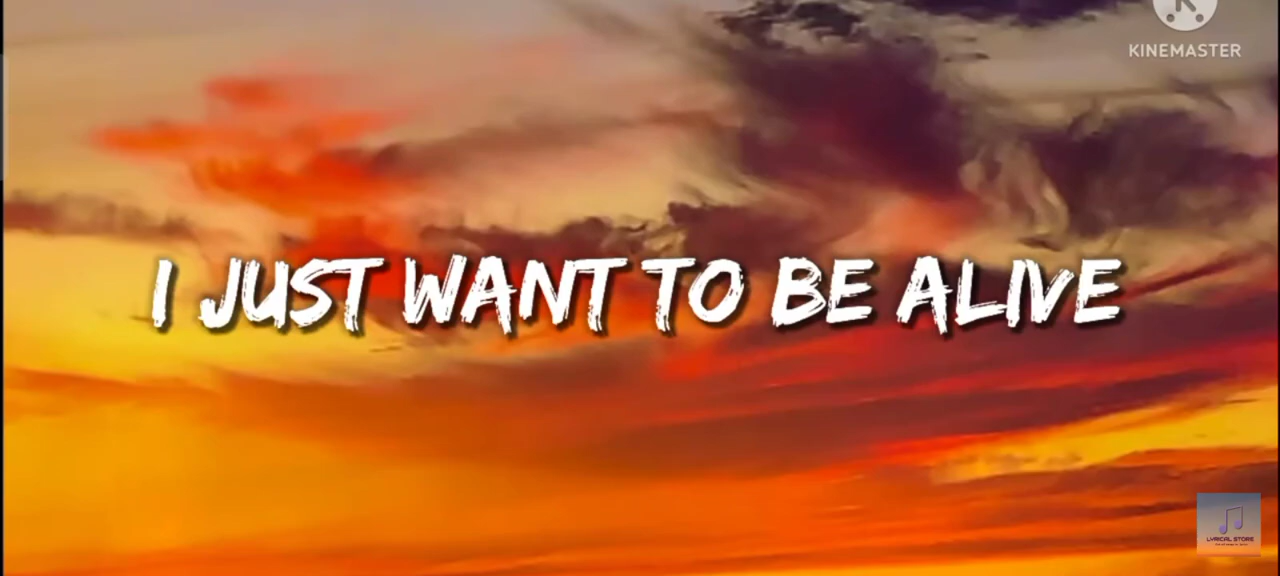 KINEMASTER
I JUST WANT TO BE ALIVE
LYRICAL STORE